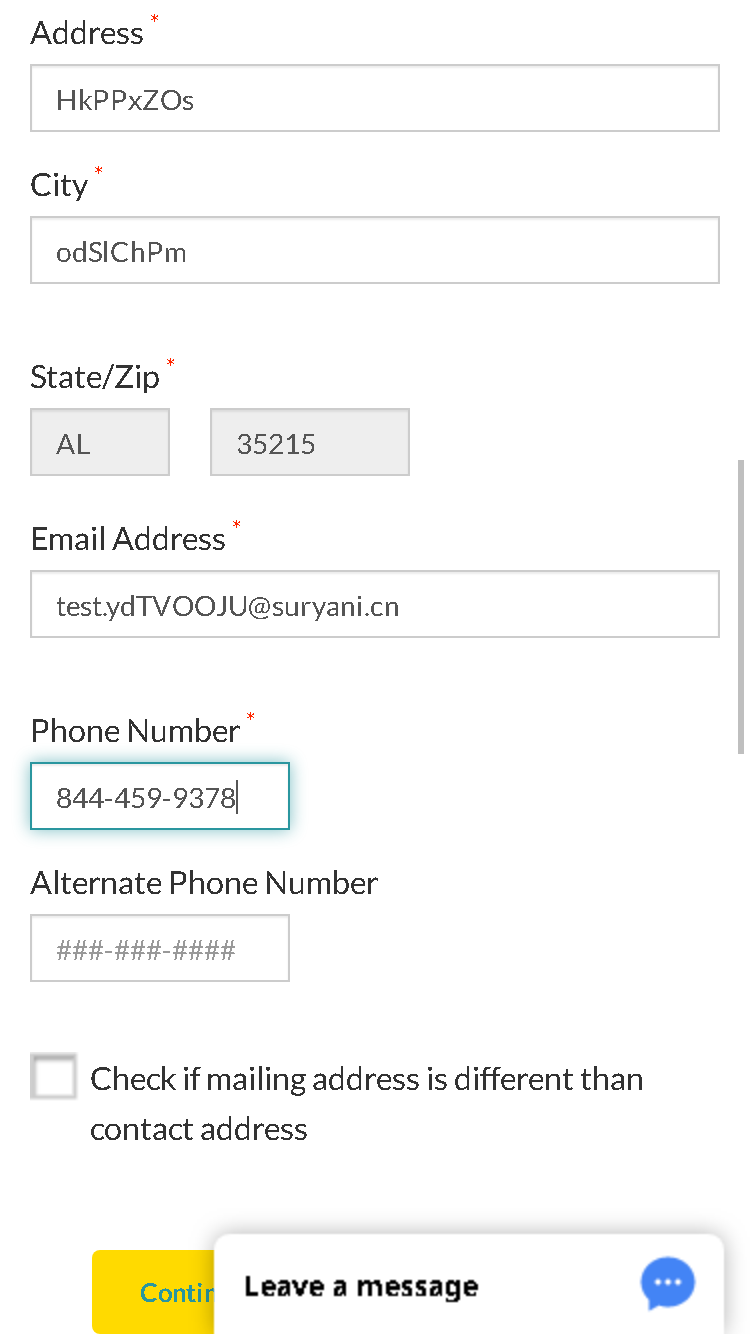 Address *
HkPPxZOs
City *
odSlChPm
State/Zip *
AL 35215
Email Address *
test.ydTVOOJU@suryani.cn
Phone Number *
844-459-9378
Alternate Phone Number
###-###-####
Check if mailing address is different than
contact address
Contin
Leave a message